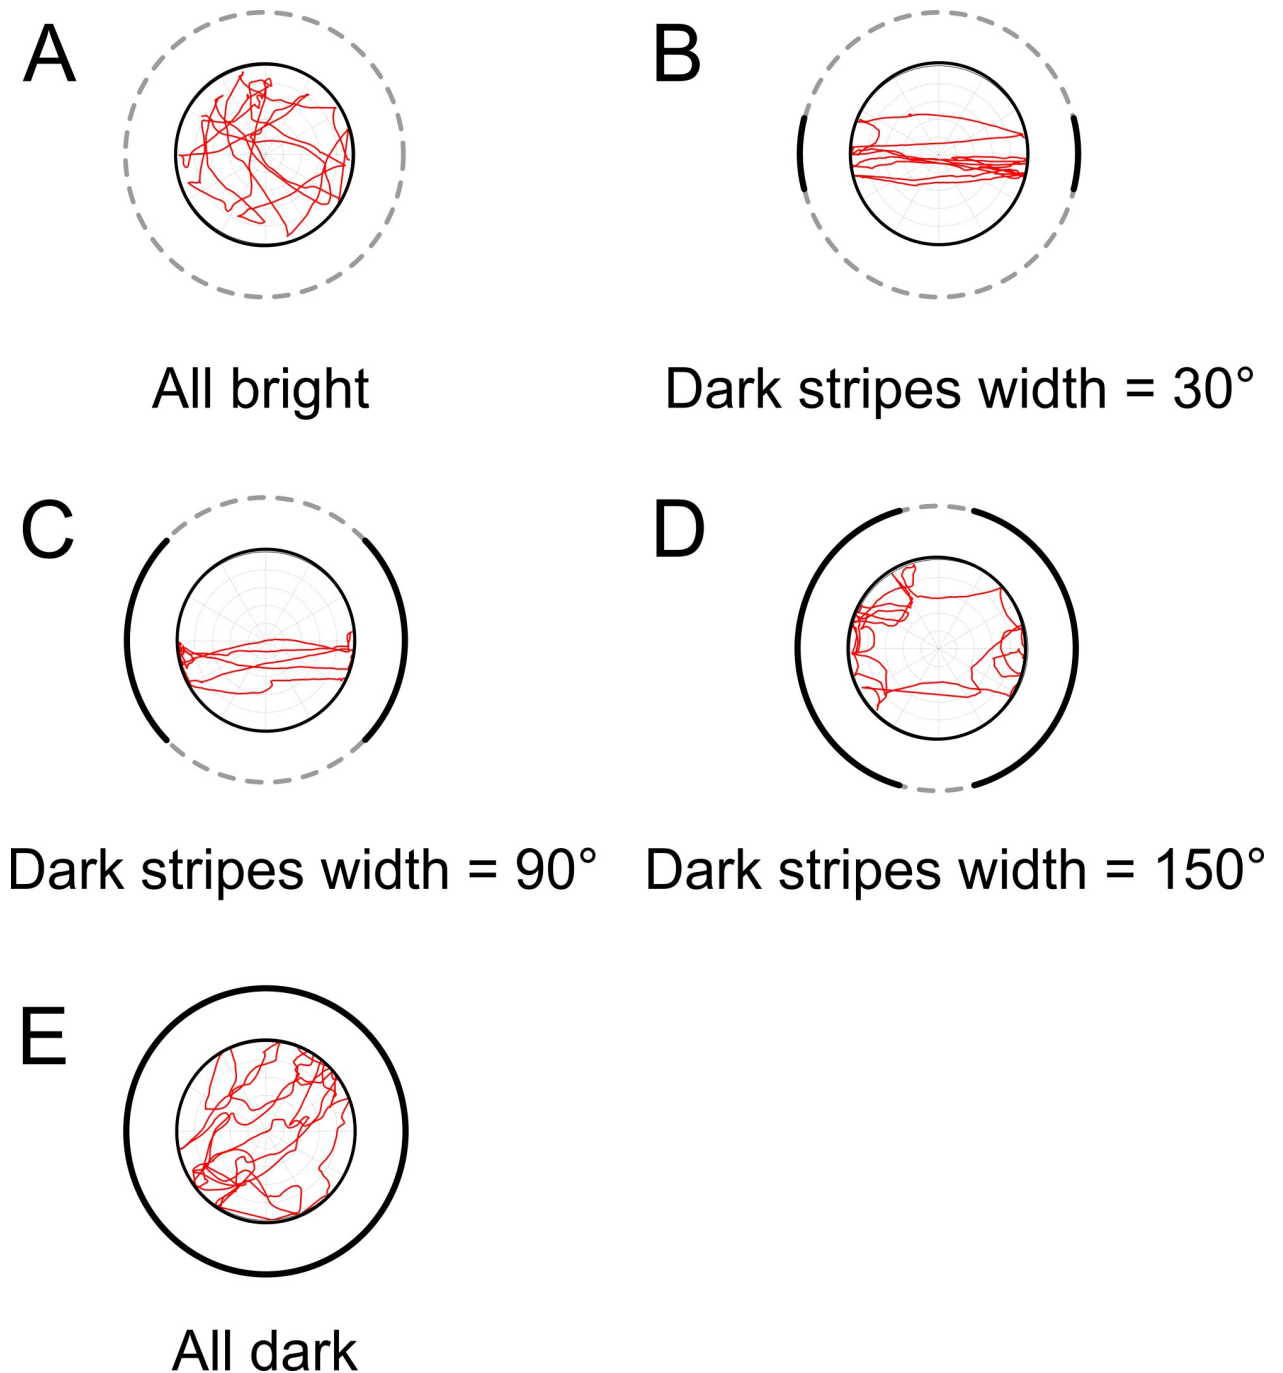 A
B
All bright
Dark stripes width = 30°
C
D
Dark stripes width = 90°
Dark stripes width = 150°
E
All dark